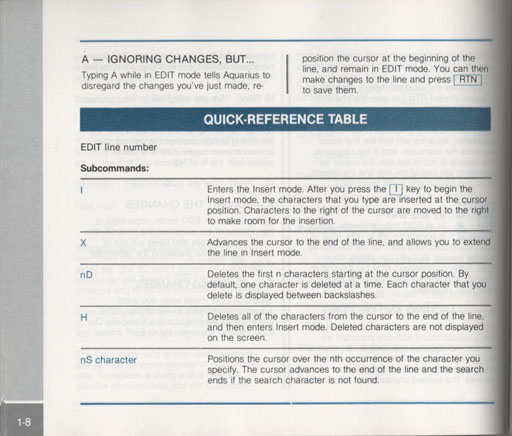 A — IGNORING CHANGES, BUT...
Typing A while in EDIT mode tells Aquarius to
disregard the changes you've just made, re-
position the cursor at the beginning of the
line, and remain in EDIT mode. You can then
make changes to the line and press RTN
to save them.
QUICK-REFERENCE TABLE
EDIT line number
Subcommands:
I
Enters the Insert mode. After you press the I key to begin the
Insert mode, the characters that you type are inserted at the cursor
position. Characters to the right of the cursor are moved to the right
to make room for the insertion.
X
Advances the cursor to the end of the line, and allows you to extend
the line in Insert mode.
nD
Deletes the first n characters starting at the cursor position. By
default, one character is deleted at a time. Each character that you
delete is displayed between backslashes.
H
Deletes all of the characters from the cursor to the end of the line,
and then enters Insert mode. Deleted characters are not displayed
on the screen.
nS character
Positions the cursor over the nth occurrence of the character you
specify. The cursor advances to the end of the line and the search
ends if the search character is not found.
1-8